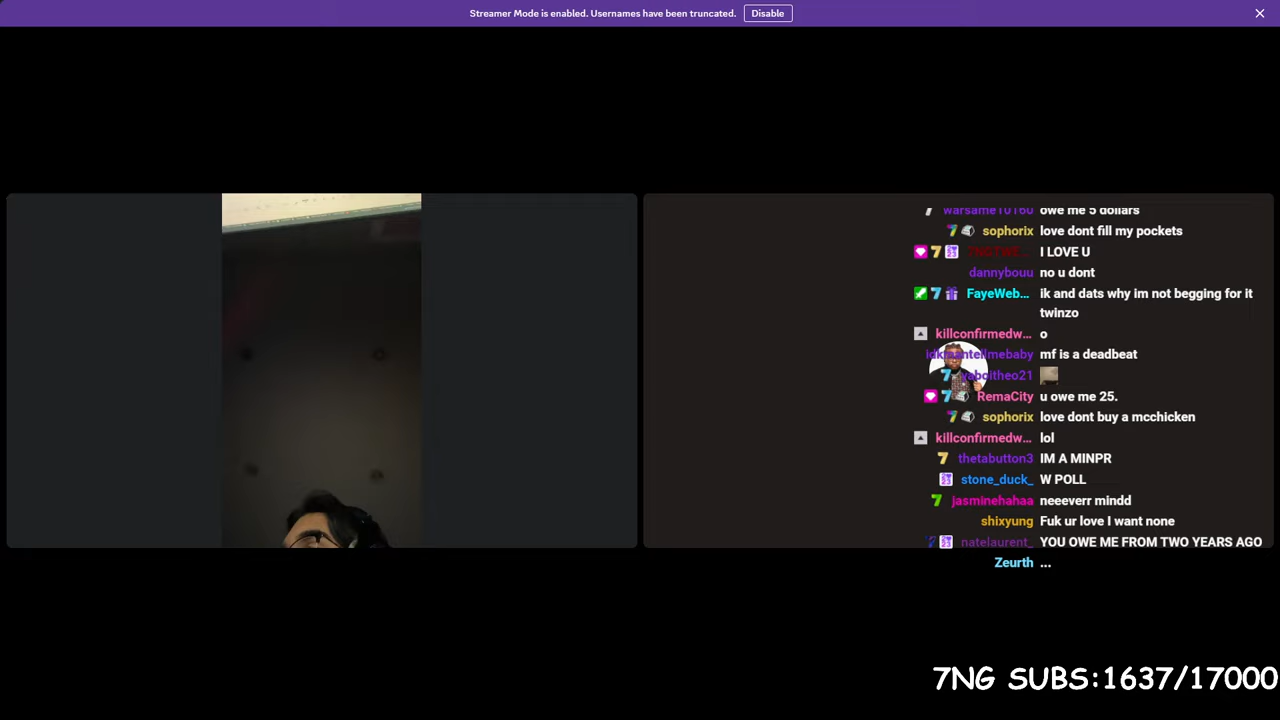 Streamer Mode is enabled. Usernames have been truncated. Disable
warsame10160 owe me 5 dollars
sophorix love dont fill my pockets
I LOVE U
dannybouu no u dont
FayeWeb... ik and dats why im not begging for it
twinzo
killconfirmedw... o
idkmantellmebaby mf is a deadbeat
yaboitheo21
RemaCity u owe me 25.
sophorix love dont buy a mcchicken
killconfirmedw... lol
thetabutton3 IM A MINPR
stone_duck_ W POLL
jasminehahaa neeeverr mindd
shixyung Fuk ur love I want none
natelaurent_ YOU OWE ME FROM TWO YEARS AGO
Zeurth ...
7NG SUBS:1637/17000